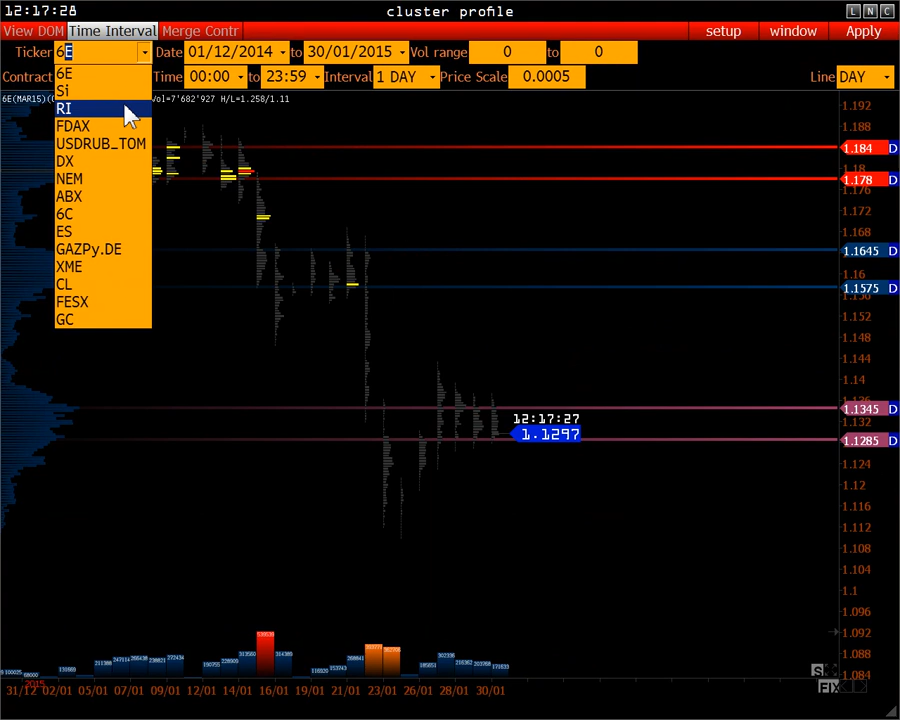 12:17:28 cluster profile L N C
View DOM Time Interval Merge Contr setup window Apply
Ticker 6E Date 01/12/2014 to 30/01/2015 Vol range 0 to 0
Contract Time 00:00 to 23:59 Interval 1 DAY Price Scale 0.0005 Line DAY
6E(MAR15)( Vol=7'682'927 H/L=1.258/1.11
6E
Si
RI
FDAX
USDRUB_TOM
DX
NEM
ABX
6C
ES
GAZPy.DE
XME
CL
FESX
GC
1.192
1.188
1.184 D
1.18
1.178 D
1.176
1.172
1.168
1.1645 D
1.16
1.1575 D
1.156
1.152
1.148
1.144
1.14
1.136
1.1345 D
1.132
1.1285 D
1.124
1.12
1.116
1.112
1.108
1.104
1.1
1.096
1.092
1.088
1.084
12:17:27
1.1297
31/12 02/01 05/01 07/01 09/01 12/01 14/01 16/01 19/01 21/01 23/01 26/01 28/01 30/01
2015
FIX